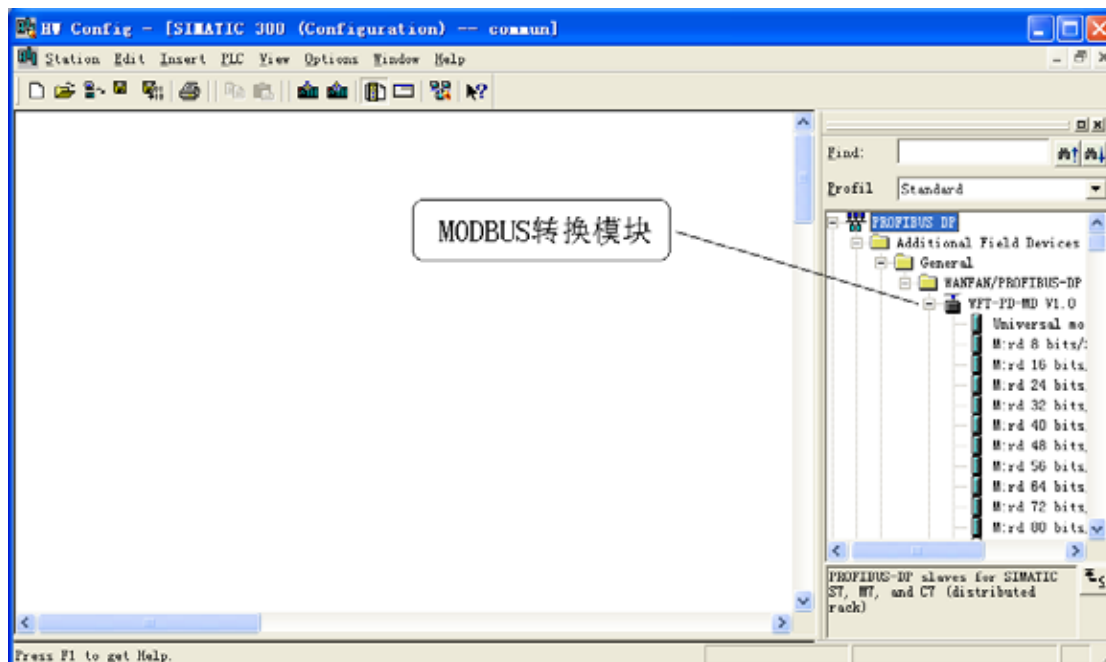 HW Config - [SIMATIC 300 (Configuration) -- commun]
Station Edit Insert PLC View Options Window Help
Find:
Profil Standard
MODBUS转换模块
PROFIBUS DP
Additional Field Devices
General
WANFAN/PROFIBUS-DP
WFT-PD-MD V1.0
Universal mo
M:rd 8 bits/
M:rd 16 bits,
M:rd 24 bits,
M:rd 32 bits,
M:rd 40 bits,
M:rd 48 bits,
M:rd 56 bits,
M:rd 64 bits,
M:rd 72 bits,
M:rd 80 bits,
PROFIBUS-DP slaves for SIMATIC
S7, M7, and C7 (distributed
rack)
Press F1 to get Help.